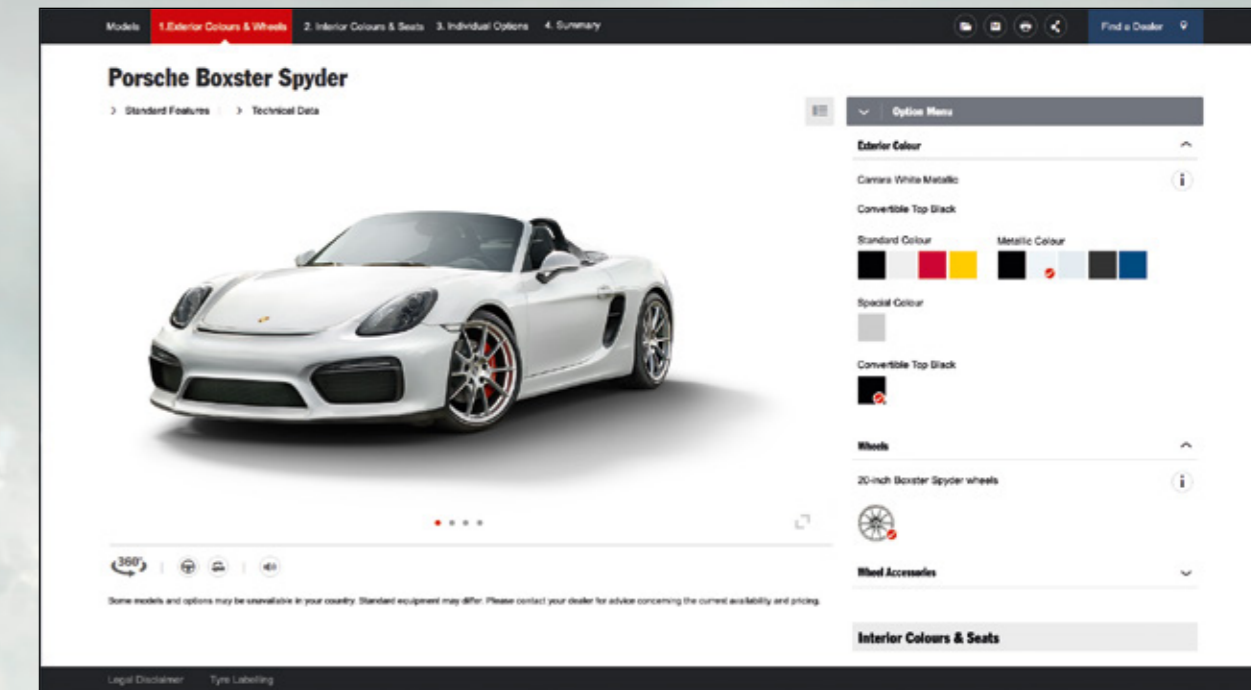 Models 1.Exterior Colours & Wheels 2. Interior Colours & Seats 3. Individual Options 4. Summary Find a Dealer
Porsche Boxster Spyder
Standard Features Technical Data
Option Menu
Exterior Colour
Carrara White Metallic
Convertible Top Black
Standard Colour Metallic Colour
Special Colour
Convertible Top Black
Wheels
20-inch Boxster Spyder wheels
360°
Wheel Accessories
Some models and options may be unavailable in your country. Standard equipment may differ. Please contact your dealer for advice concerning the current availability and pricing.
Interior Colours & Seats
Legal Disclaimer Tyre Labelling